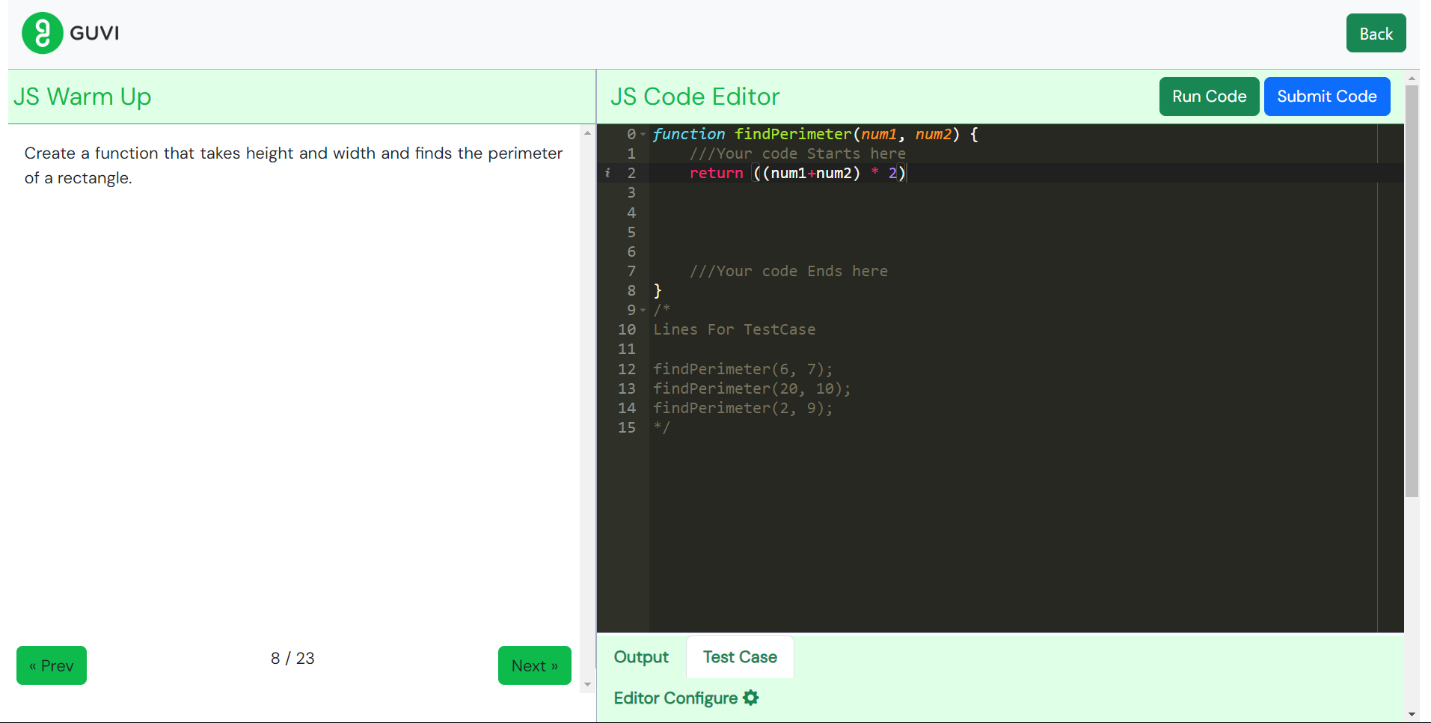 GUVI
Back
JS Warm Up
Create a function that takes height and width and finds the perimeter
of a rectangle.
« Prev
8 / 23
Next »
JS Code Editor
Run Code
Submit Code
0 function findPerimeter(num1, num2) {
1 ///Your code Starts here
i 2 return ((num1+num2) * 2)
3
4
5
6
7 ///Your code Ends here
8 }
9 /*
10 Lines For TestCase
11
12 findPerimeter(6, 7);
13 findPerimeter(20, 10);
14 findPerimeter(2, 9);
15 */
Output
Test Case
Editor Configure